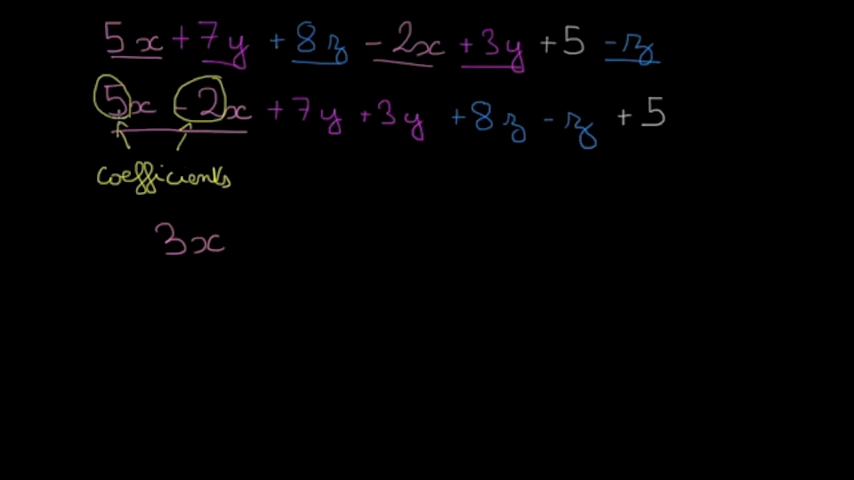 5x + 7y + 8z - 2x + 3y + 5 - z
5x - 2x + 7y + 3y + 8z - z + 5
coefficients
3x